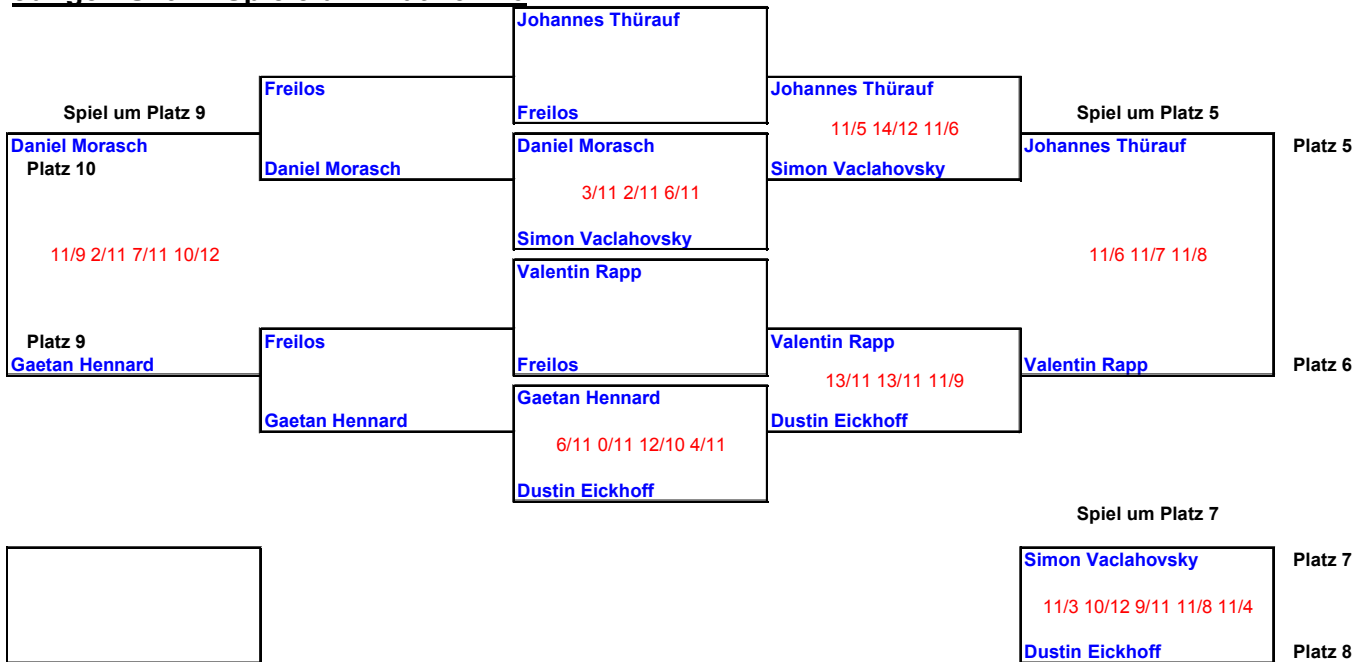 Johannes Thürauf
Freilos
Johannes Thürauf
Spiel um Platz 9
Freilos
Spiel um Platz 5
11/5 14/12 11/6
Daniel Morasch
Daniel Morasch
Johannes Thürauf
Platz 5
Platz 10
Daniel Morasch
Simon Vaclahovsky
3/11 2/11 6/11
Simon Vaclahovsky
11/9 2/11 7/11 10/12
11/6 11/7 11/8
Valentin Rapp
Platz 9
Freilos
Valentin Rapp
Gaetan Hennard
Freilos
Valentin Rapp
Platz 6
13/11 13/11 11/9
Gaetan Hennard
Gaetan Hennard
Dustin Eickhoff
6/11 0/11 12/10 4/11
Dustin Eickhoff
Spiel um Platz 7
Simon Vaclahovsky
Platz 7
11/3 10/12 9/11 11/8 11/4
Dustin Eickhoff
Platz 8